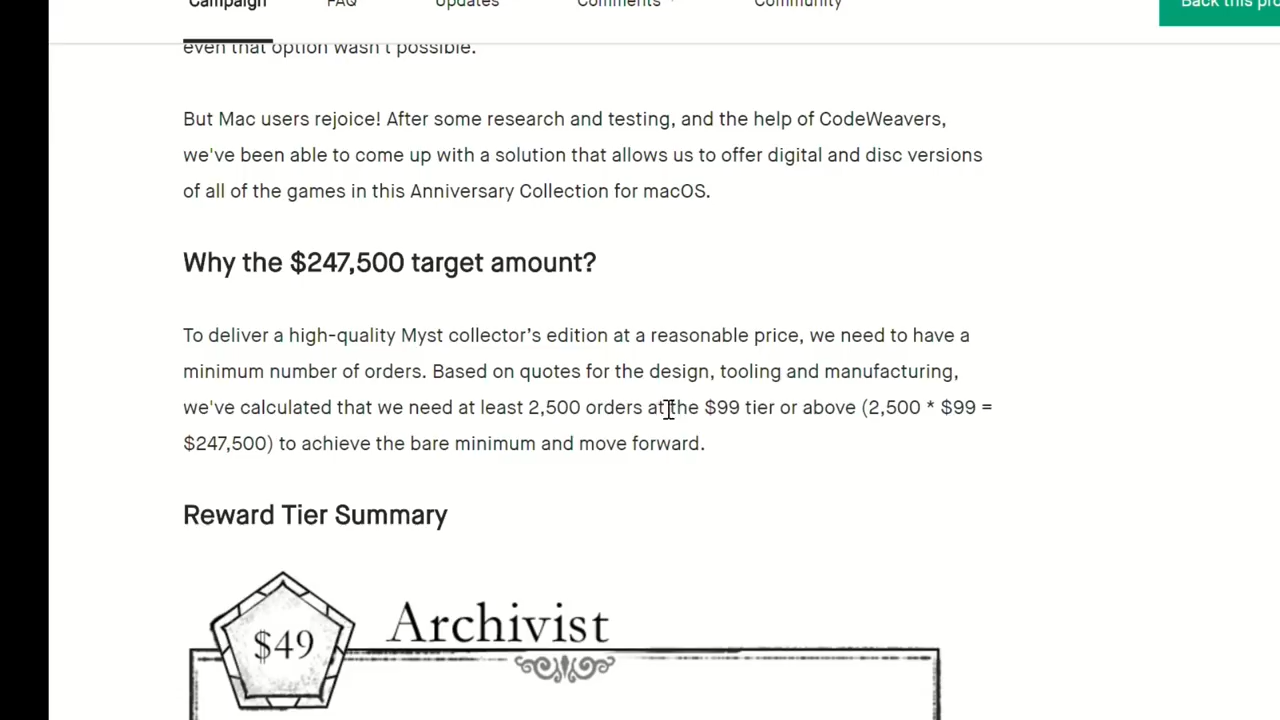 Campaign FAQ Updates Comments Community Back this pro
even that option wasn't possible.
But Mac users rejoice! After some research and testing, and the help of CodeWeavers,
we've been able to come up with a solution that allows us to offer digital and disc versions
of all of the games in this Anniversary Collection for macOS.
Why the $247,500 target amount?
To deliver a high-quality Myst collector’s edition at a reasonable price, we need to have a
minimum number of orders. Based on quotes for the design, tooling and manufacturing,
we've calculated that we need at least 2,500 orders at the $99 tier or above (2,500 * $99 =
$247,500) to achieve the bare minimum and move forward.
Reward Tier Summary
$49 Archivist